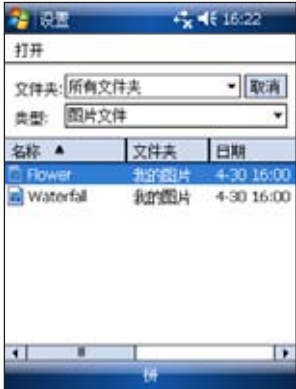 设置 16:22
打开
文件夹: 所有文件夹 取消
类型: 图片文件
名称 ▲ 文件夹 日期
Flower 我的图片 4-30 16:00
Waterfall 我的图片 4-30 16:00
拼